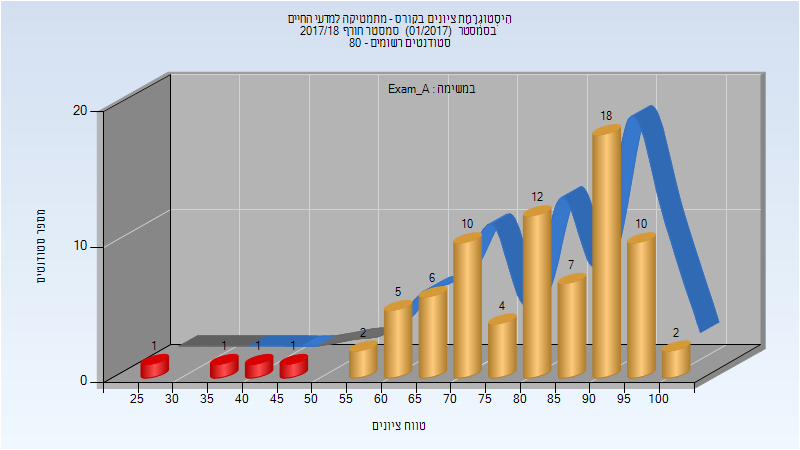 היסטוגרמת ציונים בקורס - מתמטיקה למדעי החיים
בסמסטר (01/2017) סמסטר חורף 2017/18
סטודנטים רשומים - 80
במשימה : Exam_A
מספר סטודנטים
20
10
0
1
1
1
1
2
5
6
10
4
12
7
18
10
2
25 30 35 40 45 50 55 60 65 70 75 80 85 90 95 100
טווח ציונים